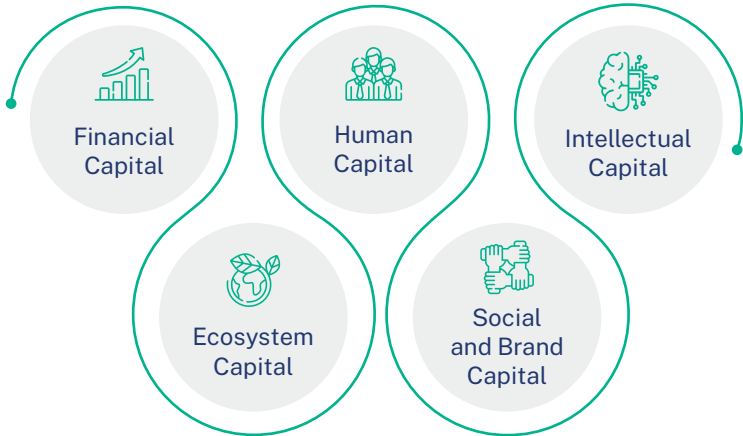 Financial
Capital
Human
Capital
Intellectual
Capital
Ecosystem
Capital
Social
and Brand
Capital